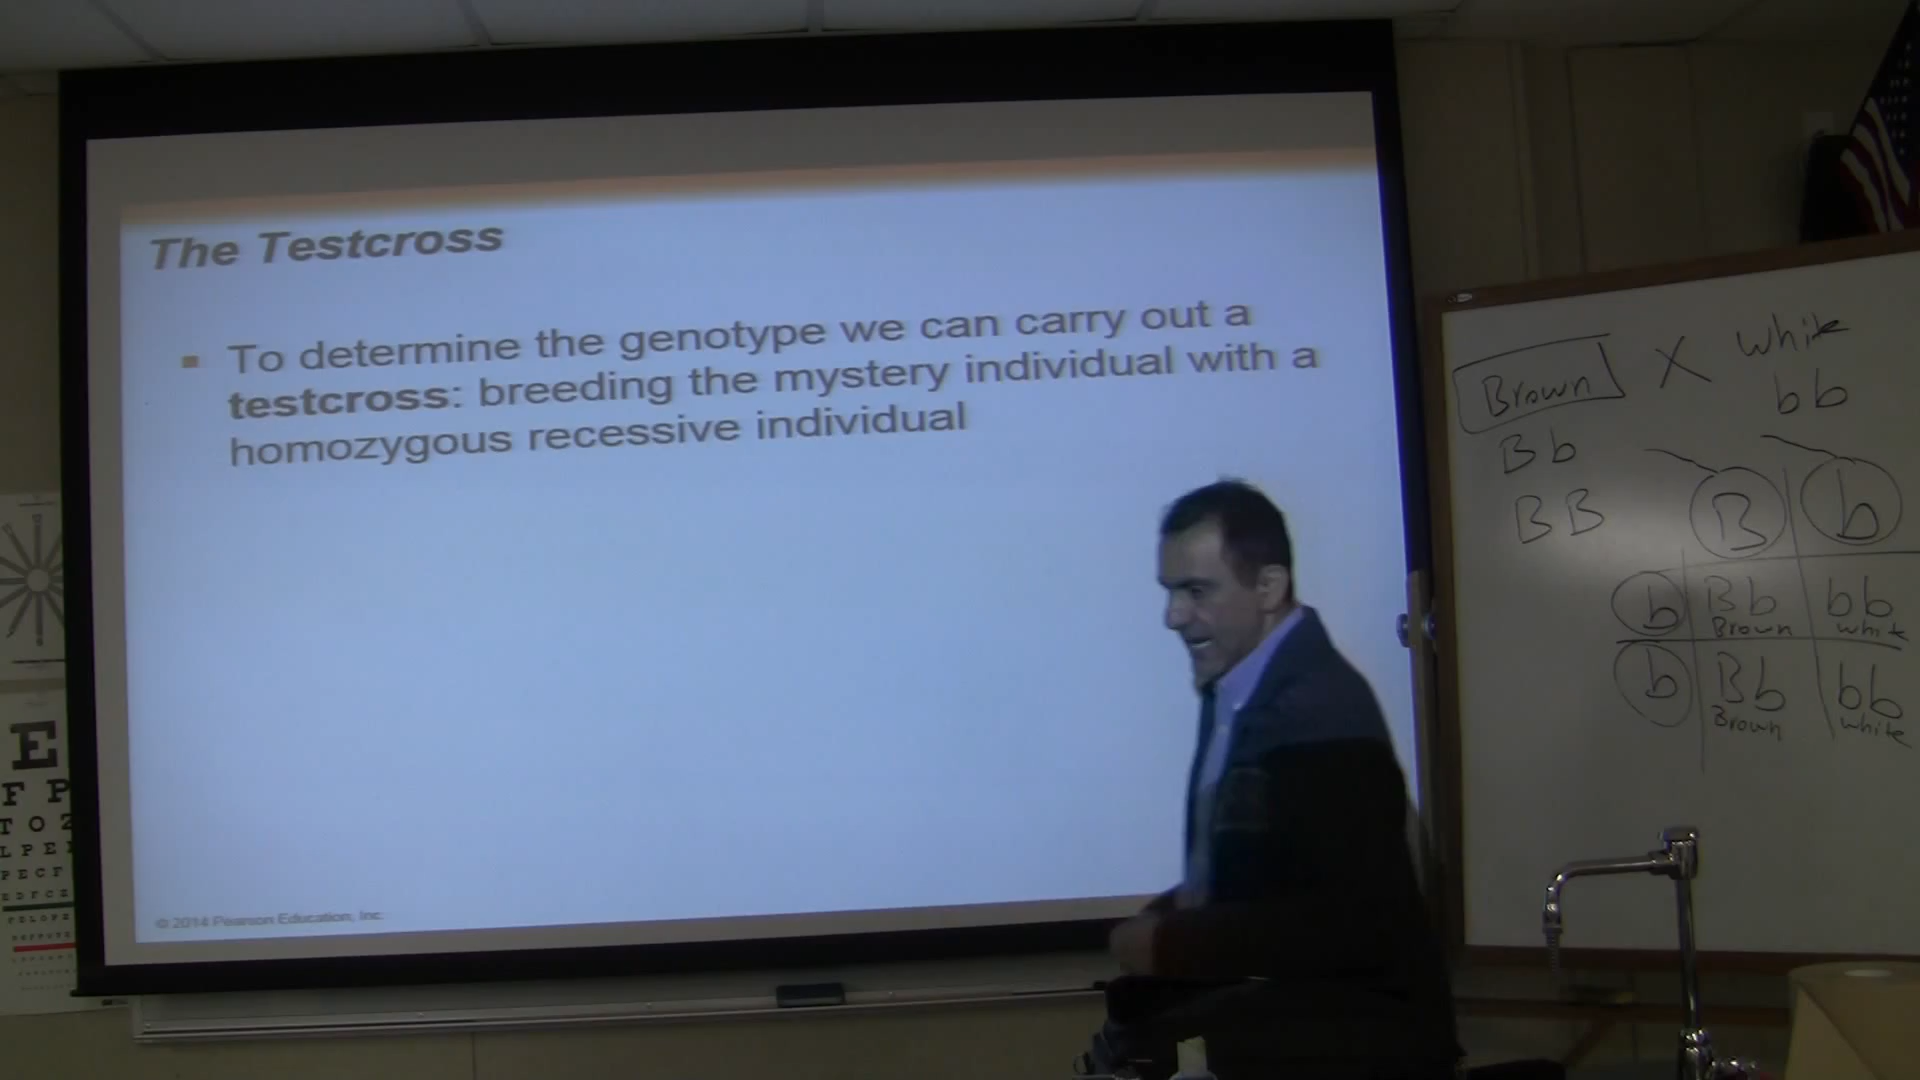 The Testcross
To determine the genotype we can carry out a
testcross: breeding the mystery individual with a
homozygous recessive individual
© 2014 Pearson Education, Inc.
Brown X white
Bb bb
BB
B b
b Bb bb
Brown white
b Bb bb
Brown white
E
F P
T O Z
L P E
P E C F
E D F C Z